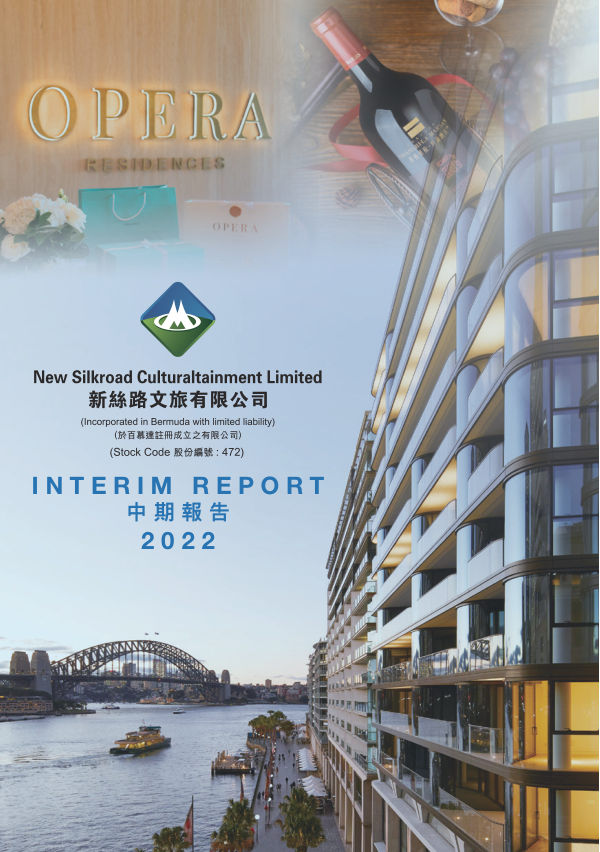 OPERA
RESIDENCES
OPERA
New Silkroad Culturaltainment Limited
新絲路文旅有限公司
(Incorporated in Bermuda with limited liability)
(於百慕達註冊成立之有限公司)
(Stock Code 股份編號 : 472)
INTERIM REPORT
中期報告
2022